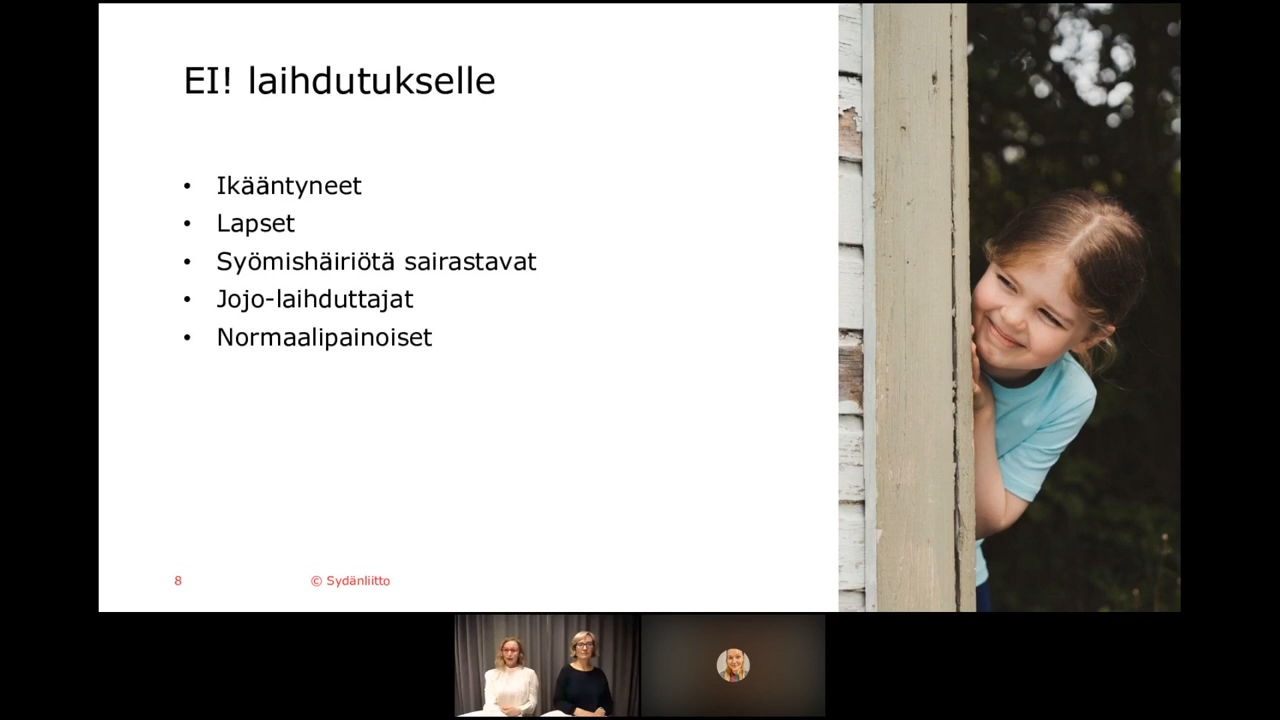 EI! laihdutukselle
• Ikääntyneet
• Lapset
• Syömishäiriötä sairastavat
• Jojo-laihduttajat
• Normaalipainoiset
8 © Sydänliitto